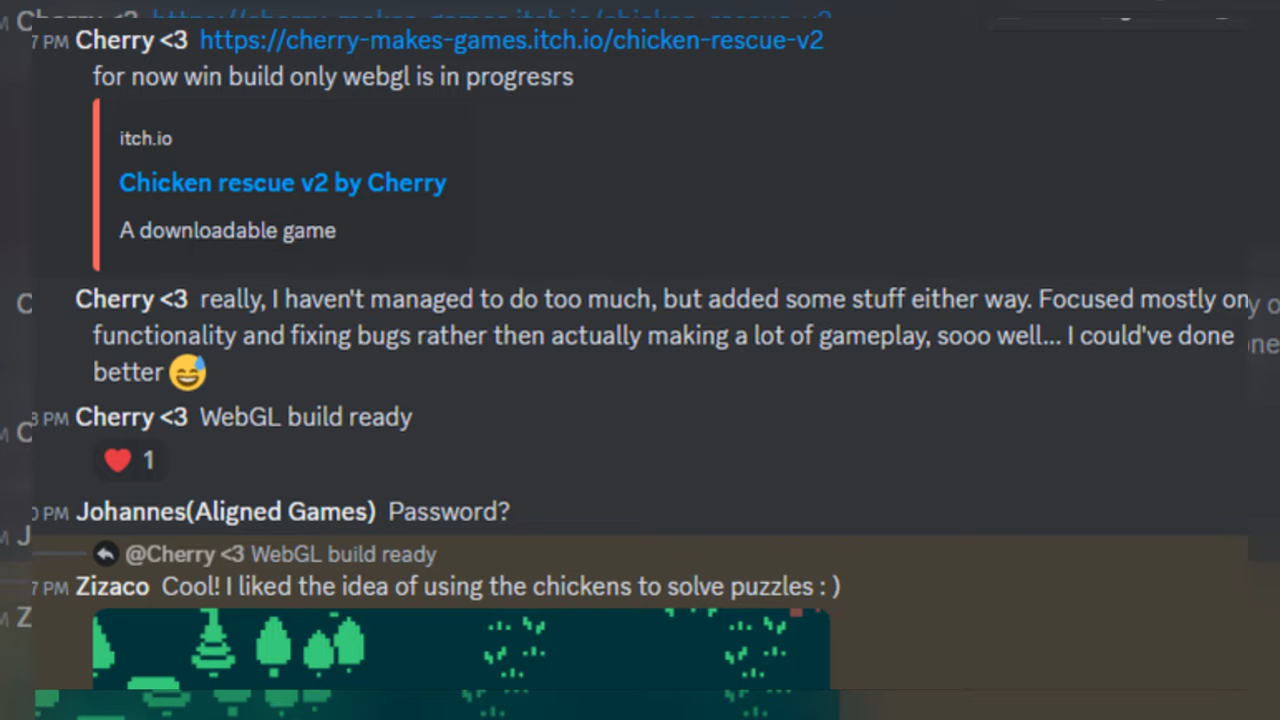 7 PM Cherry <3 https://cherry-makes-games.itch.io/chicken-rescue-v2
for now win build only webgl is in progresrs
itch.io
Chicken rescue v2 by Cherry
A downloadable game
Cherry <3 really, I haven't managed to do too much, but added some stuff either way. Focused mostly on
functionality and fixing bugs rather then actually making a lot of gameplay, sooo well... I could've done
better 😅
PM Cherry <3 WebGL build ready
❤️ 1
PM Johannes(Aligned Games) Password?
@Cherry <3 WebGL build ready
7 PM Zizaco Cool! I liked the idea of using the chickens to solve puzzles : )